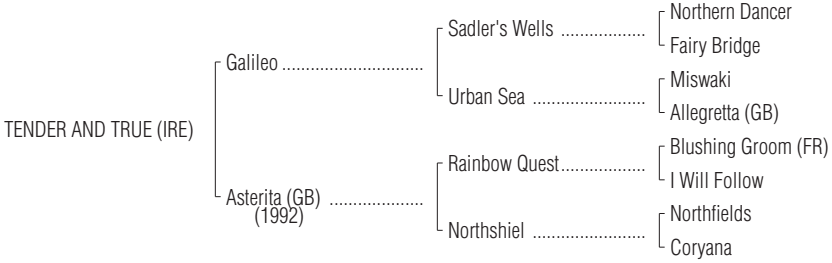 Northern Dancer
Sadler's Wells ....................
Fairy Bridge
Galileo ..............................
Miswaki
Urban Sea ..........................
Allegretta (GB)
TENDER AND TRUE (IRE)
Blushing Groom (FR)
Rainbow Quest....................
I Will Follow
Asterita (GB) ....................
(1992)
Northfields
Northshiel ..........................
Coryana